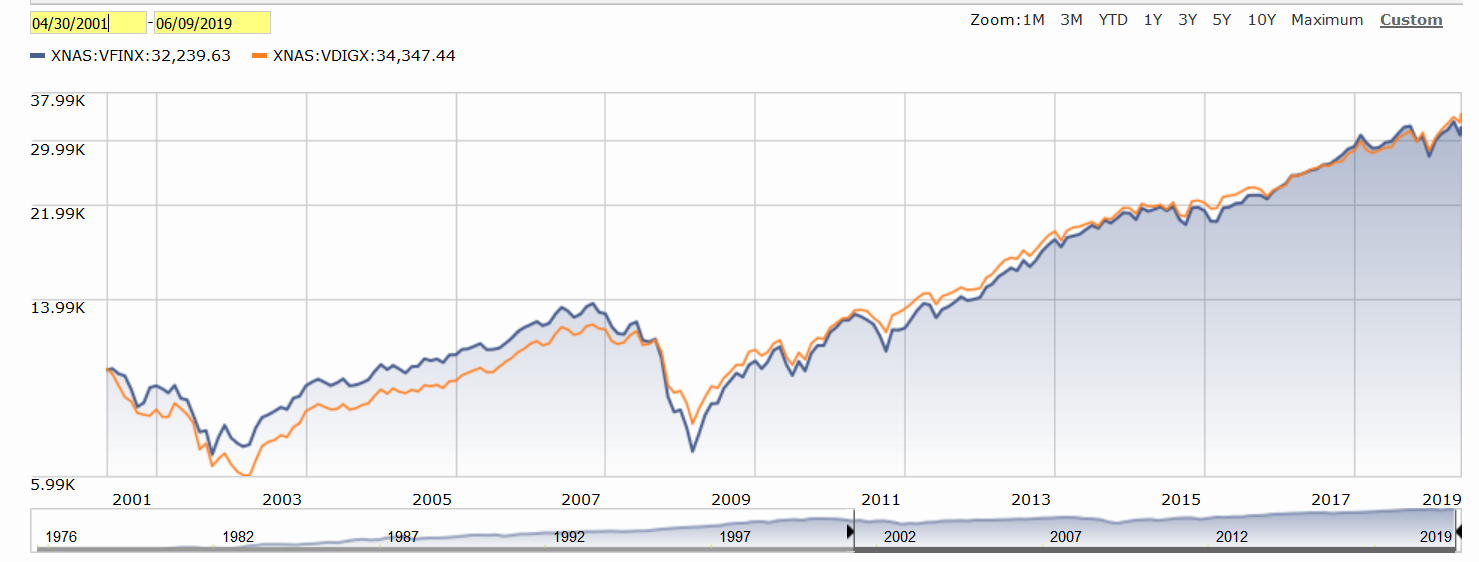 04/30/2001 - 06/09/2019 Zoom: 1M 3M YTD 1Y 3Y 5Y 10Y Maximum Custom
XNAS:VFINX:32,239.63 XNAS:VDIGX:34,347.44
37.99K
29.99K
21.99K
13.99K
5.99K
2001 2003 2005 2007 2009 2011 2013 2015 2017 2019
1976 1982 1987 1992 1997 2002 2007 2012 2019